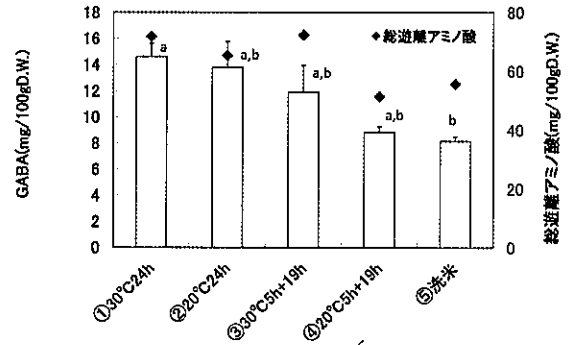 GABA(mg/100gD.W.)
18
16
14
12
10
8
6
4
2
0
◆総遊離アミノ酸
a
a,b
a,b
a,b
b
80
60
40
20
0
総遊離アミノ酸(mg/100gD.W.)
①30℃24h
②20℃24h
③30℃5h+19h
④20℃5h+19h
⑤洗米